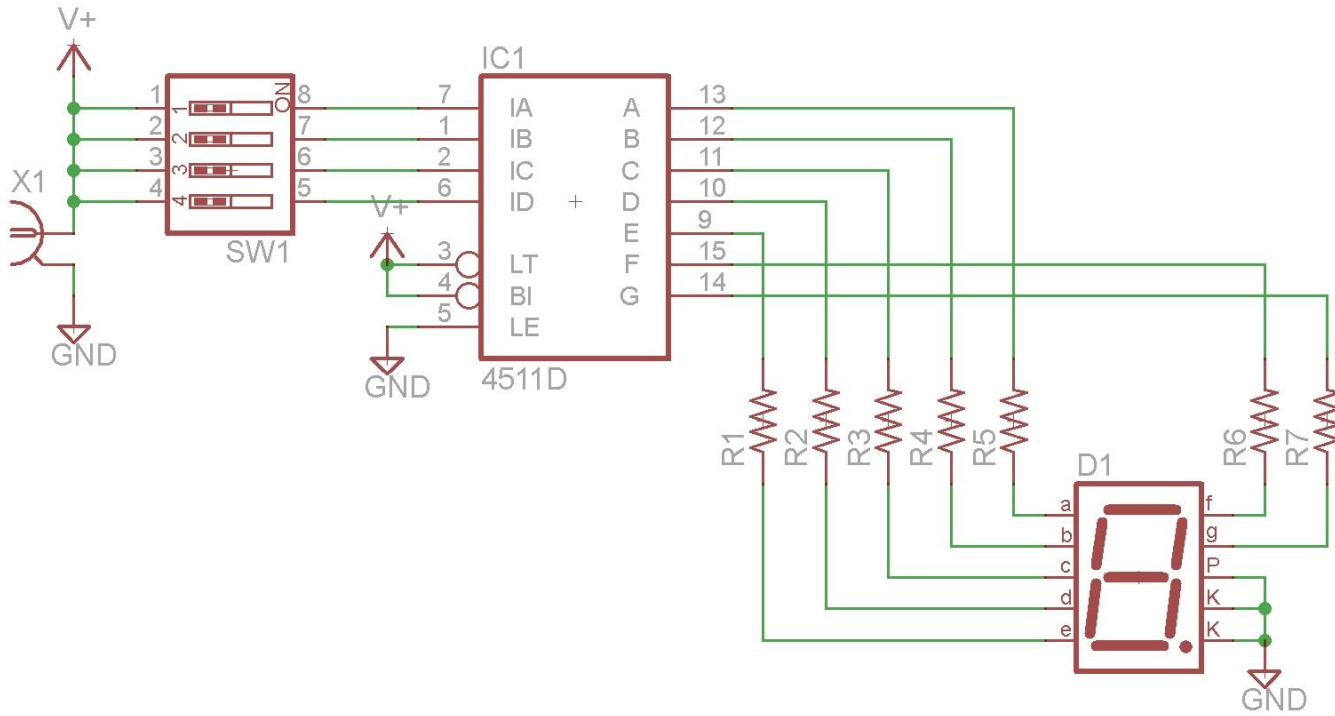 V+
X1
GND
1 8
2 7
3 6
4 5
1
2
3
4
ON
SW1
V+
GND
IC1
7 IA A 13
1 IB B 12
2 IC C 11
6 ID D 10
E 9
3 LT F 15
4 BI G 14
5 LE
4511D
R1 R2 R3 R4 R5 R6 R7
D1
a f
b g
c P
d K
e K
GND